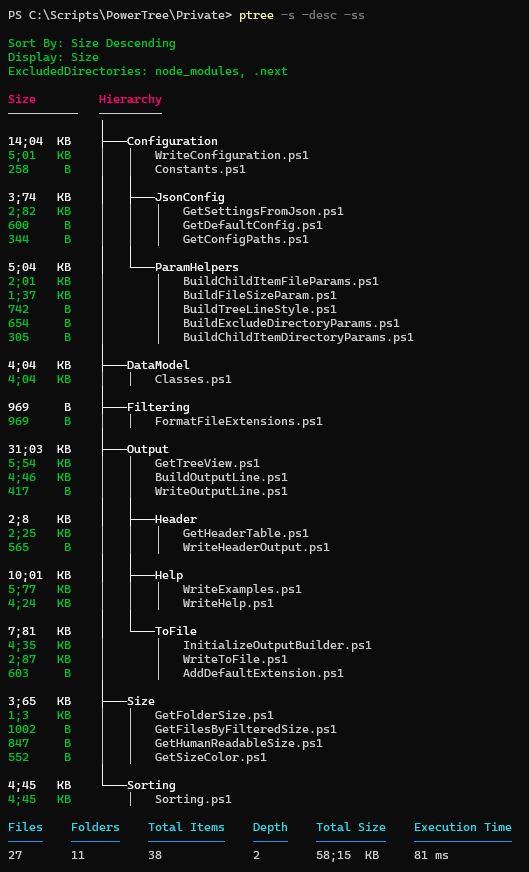 PS C:\Scripts\PowerTree\Private> ptree -s -desc -ss
Sort By: Size Descending
Display: Size
ExcludedDirectories: node_modules, .next
Size Hierarchy
14;04 KB Configuration
5;01 KB WriteConfiguration.ps1
258 B Constants.ps1
3;74 KB JsonConfig
2;82 KB GetSettingsFromJson.ps1
600 B GetDefaultConfig.ps1
344 B GetConfigPaths.ps1
5;04 KB ParamHelpers
2;01 KB BuildChildItemFileParams.ps1
1;37 KB BuildFileSizeParam.ps1
742 B BuildTreeLineStyle.ps1
654 B BuildExcludeDirectoryParams.ps1
305 B BuildChildItemDirectoryParams.ps1
4;04 KB DataModel
4;04 KB Classes.ps1
969 B Filtering
969 B FormatFileExtensions.ps1
31;03 KB Output
5;54 KB GetTreeView.ps1
4;46 KB BuildOutputLine.ps1
417 B WriteOutputLine.ps1
2;8 KB Header
2;25 KB GetHeaderTable.ps1
565 B WriteHeaderOutput.ps1
10;01 KB Help
5;77 KB WriteExamples.ps1
4;24 KB WriteHelp.ps1
7;81 KB ToFile
4;35 KB InitializeOutputBuilder.ps1
2;87 KB WriteToFile.ps1
603 B AddDefaultExtension.ps1
3;65 KB Size
1;3 KB GetFolderSize.ps1
1002 B GetFilesByFilteredSize.ps1
847 B GetHumanReadableSize.ps1
552 B GetSizeColor.ps1
4;45 KB Sorting
4;45 KB Sorting.ps1
Files Folders Total Items Depth Total Size Execution Time
27 11 38 2 58;15 KB 81 ms